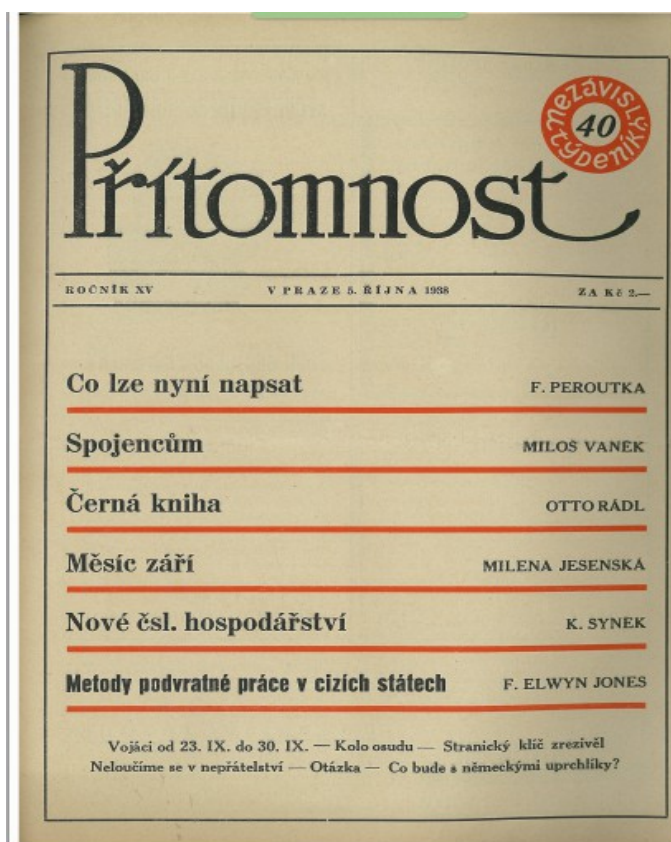 Přítomnost
nezávislý
40
týdeník
ROČNÍK XV V PRAZE 5. ŘÍJNA 1938 ZA Kč 2.—
Co lze nyní napsat F. PEROUTKA
Spojencům MILOŠ VANĚK
Černá kniha OTTO RÁDL
Měsíc září MILENA JESENSKÁ
Nové čsl. hospodářství K. SYNEK
Metody podvratné práce v cizích státech F. ELWYN JONES
Vojáci od 23. IX. do 30. IX. — Kolo osudu — Stranický klíč zrezivěl
Neloučíme se v nepřátelství — Otázka — Co bude s německými uprchlíky?